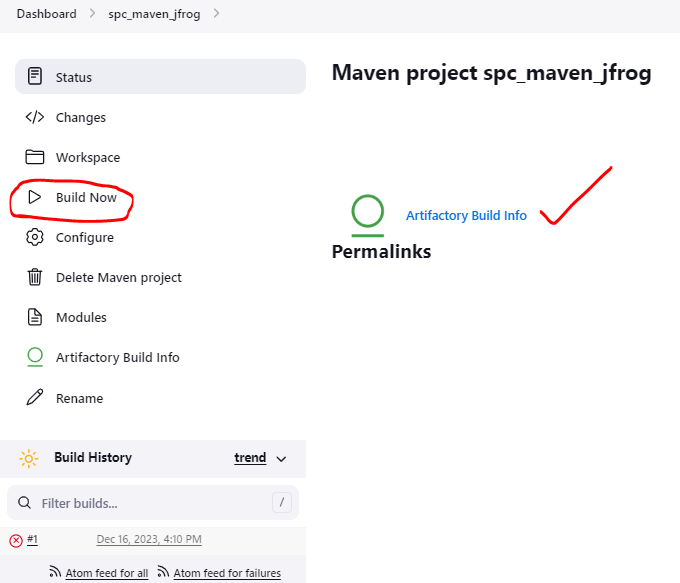 Dashboard > spc_maven_jfrog >
Status
Changes
Workspace
Build Now
Configure
Delete Maven project
Modules
Artifactory Build Info
Rename
Build History trend
Filter builds... /
#1 Dec 16, 2023, 4:10 PM
Atom feed for all Atom feed for failures
Maven project spc_maven_jfrog
Artifactory Build Info
Permalinks